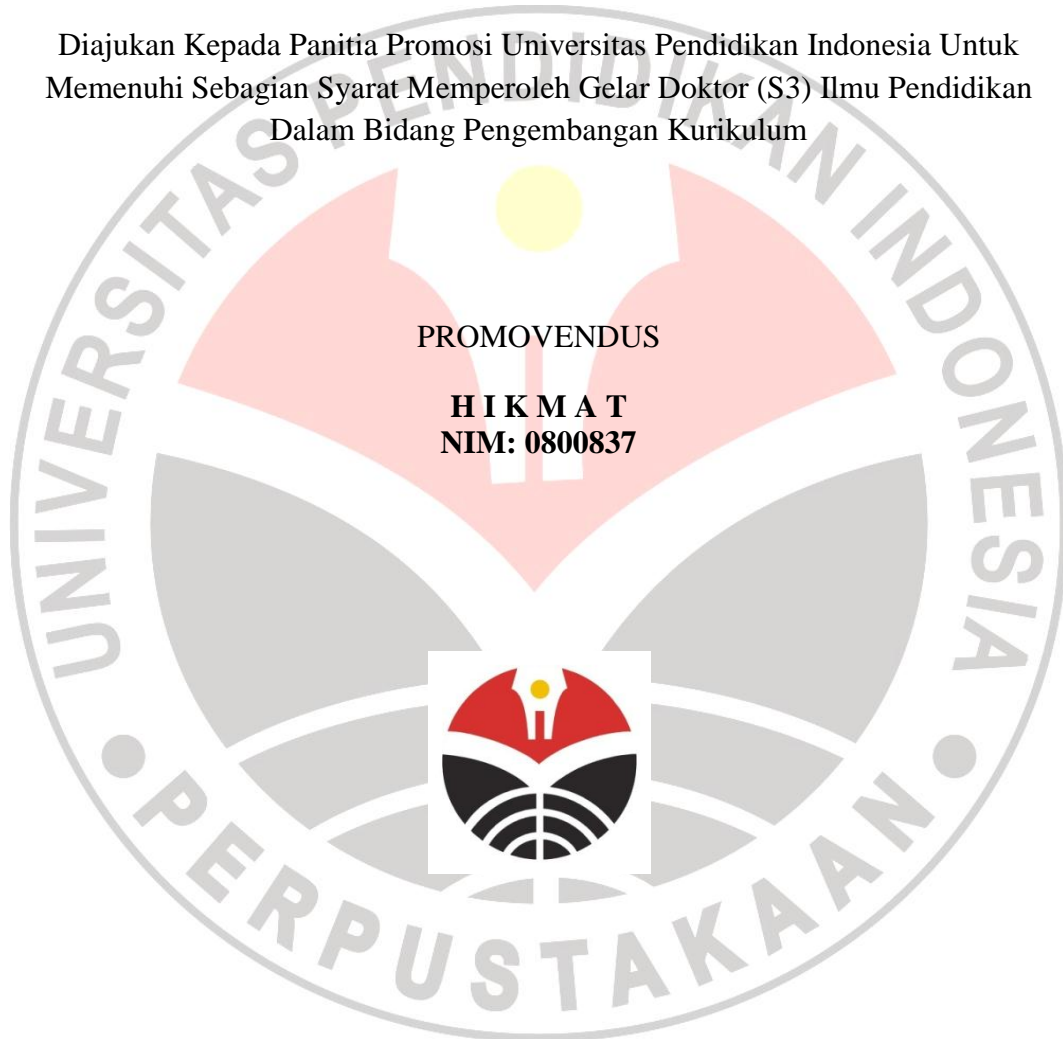 Diajukan Kepada Panitia Promosi Universitas Pendidikan Indonesia Untuk
Memenuhi Sebagian Syarat Memperoleh Gelar Doktor (S3) Ilmu Pendidikan
Dalam Bidang Pengembangan Kurikulum
UNIVERSITAS PENDIDIKAN INDONESIA
PROMOVENDUS
H I K M A T
NIM: 0800837
PERPUSTAKAAN